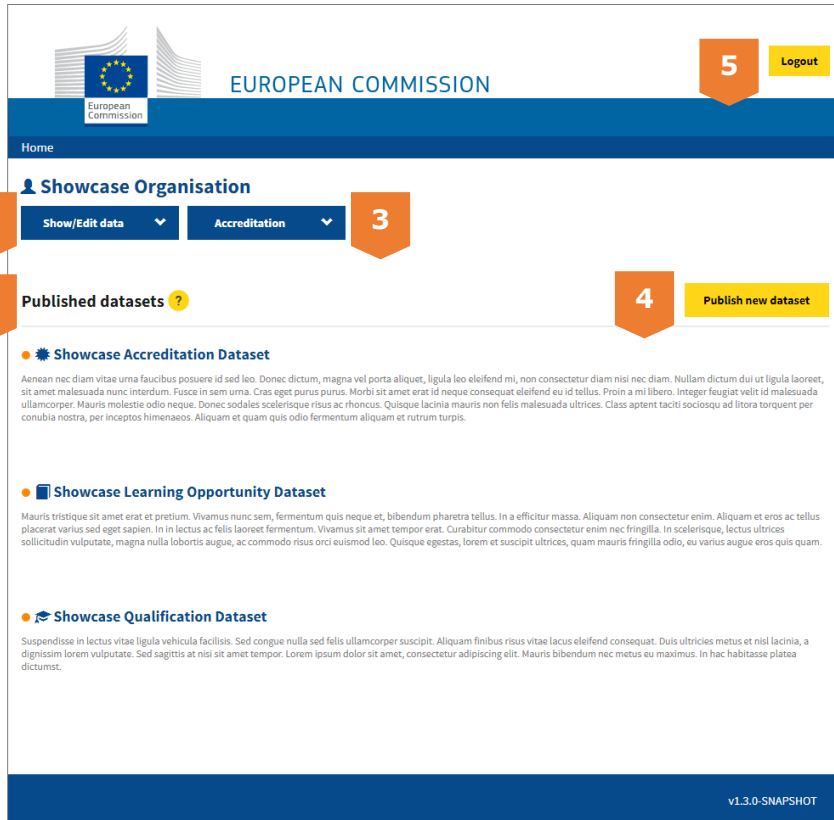 5
Logout
EUROPEAN COMMISSION
European
Commission
Home
Showcase Organisation
Show/Edit data
Accreditation
3
Published datasets ?
4
Publish new dataset
Showcase Accreditation Dataset
Aenean nec diam vitae urna faucibus posuere id sed leo. Donec dictum, magna vel porta aliquet, ligula leo eleifend mi, non consectetur diam nisi nec diam. Nullam dictum dui ut ligula laoreet,
sit amet malesuada nunc interdum. Fusce in sem urna. Cras eget purus purus. Morbi sit amet erat id neque consequat eleifend eu id tellus. Proin a mi libero. Integer feugiat velit id malesuada
ullamcorper. Mauris molestie odio neque. Donec sodales scelerisque risus ac rhoncus. Quisque lacinia mauris non felis malesuada ultrices. Class aptent taciti sociosqu ad litora torquent per
conubia nostra, per inceptos himenaeos. Aliquam et quam quis odio fermentum aliquam et rutrum turpis.
Showcase Learning Opportunity Dataset
Mauris tristique sit amet erat et pretium. Vivamus nunc sem, fermentum quis neque et, bibendum pharetra tellus. In a efficitur massa. Aliquam non consectetur enim. Aliquam et eros ac tellus
placerat varius sed eget sapien. In in lectus ac felis laoreet fermentum. Vivamus sit amet tempor erat. Curabitur commodo consectetur enim nec fringilla. In scelerisque, lectus ultrices
sollicitudin vulputate, magna nulla lobortis augue, ac commodo risus orci euismod leo. Quisque egestas, lorem et suscipit ultrices, quam mauris fringilla odio, eu varius augue eros quis quam.
Showcase Qualification Dataset
Suspendisse in lectus vitae ligula vehicula facilisis. Sed congue nulla sed felis ullamcorper suscipit. Aliquam finibus risus vitae lacus eleifend consequat. Duis ultricies metus et nisl lacinia, a
dignissim lorem vulputate. Sed sagittis at nisi sit amet tempor. Lorem ipsum dolor sit amet, consectetur adipiscing elit. Mauris bibendum nec metus eu maximus. In hac habitasse platea
dictumst.
v1.3.0-SNAPSHOT